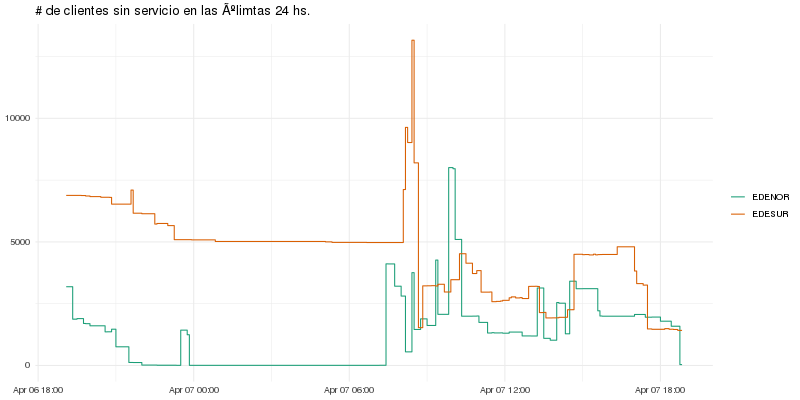 # de clientes sin servicio en las Ãºlimtas 24 hs.
10000
5000
0
EDENOR
EDESUR
Apr 06 18:00 Apr 07 00:00 Apr 07 06:00 Apr 07 12:00 Apr 07 18:00